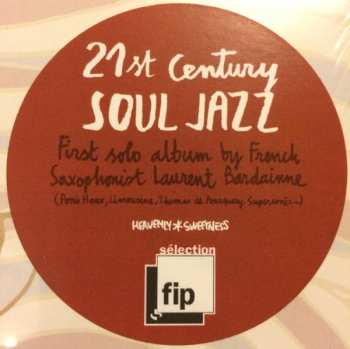 21st Century
SOUL JAZZ
First solo album by French
Saxophonist Laurent Bardainne
(Poni Hoax, Limousine, Thomas de Pourquery, Supersonic...)
HEAVENLY SWEETNESS
sélection
fip